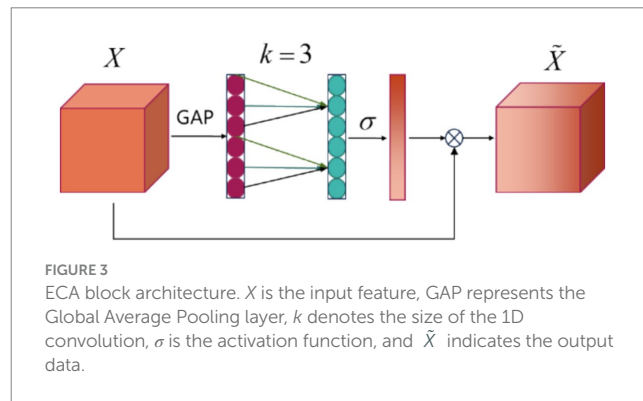 X
k = 3
X̃
GAP
σ
FIGURE 3
ECA block architecture. X is the input feature, GAP represents the
Global Average Pooling layer, k denotes the size of the 1D
convolution, σ is the activation function, and X̃ indicates the output
data.